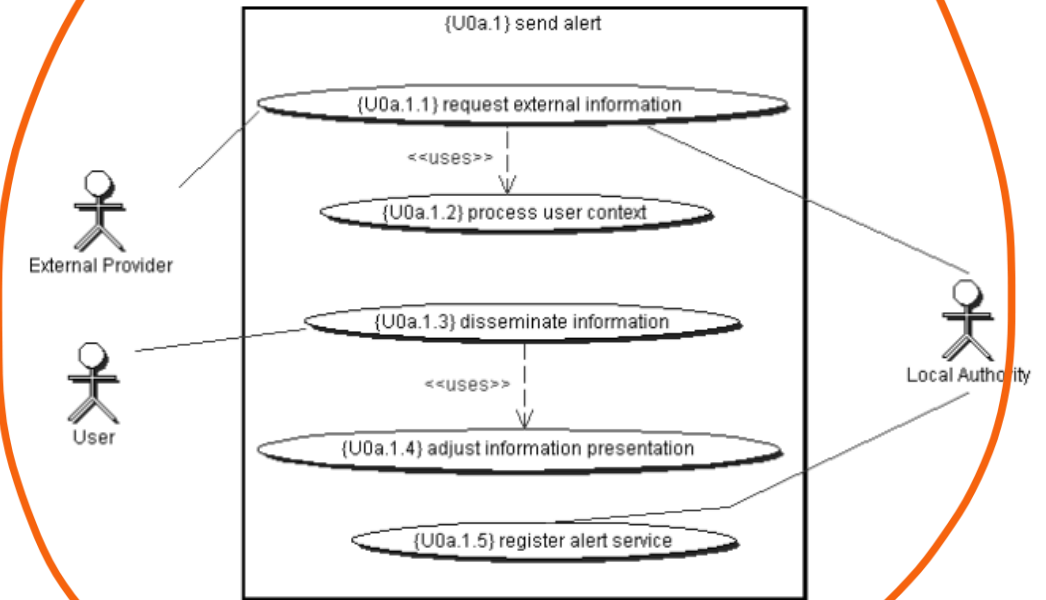 {U0a.1} send alert
{U0a.1.1} request external information
<<uses>>
{U0a.1.2} process user context
External Provider
{U0a.1.3} disseminate information
Local Authority
<<uses>>
User
{U0a.1.4} adjust information presentation
{U0a.1.5} register alert service